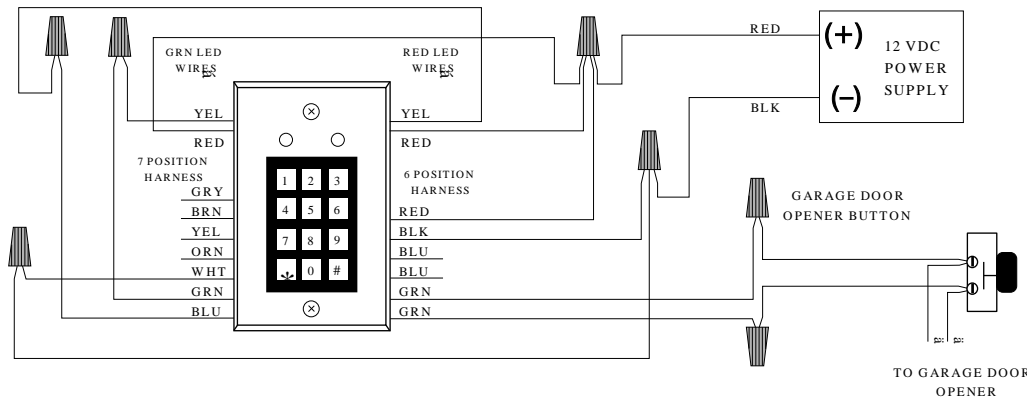 RED
(+)
12 VDC
POWER
SUPPLY
(-)
BLK
GRN LED
WIRES
RED LED
WIRES
YEL
RED
YEL
RED
7 POSITION
HARNESS
GRY
BRN
YEL
ORN
WHT
GRN
BLU
6 POSITION
HARNESS
RED
BLK
BLU
BLU
GRN
GRN
1 2 3
4 5 6
7 8 9
* 0 #
GARAGE DOOR
OPENER BUTTON
TO GARAGE DOOR
OPENER